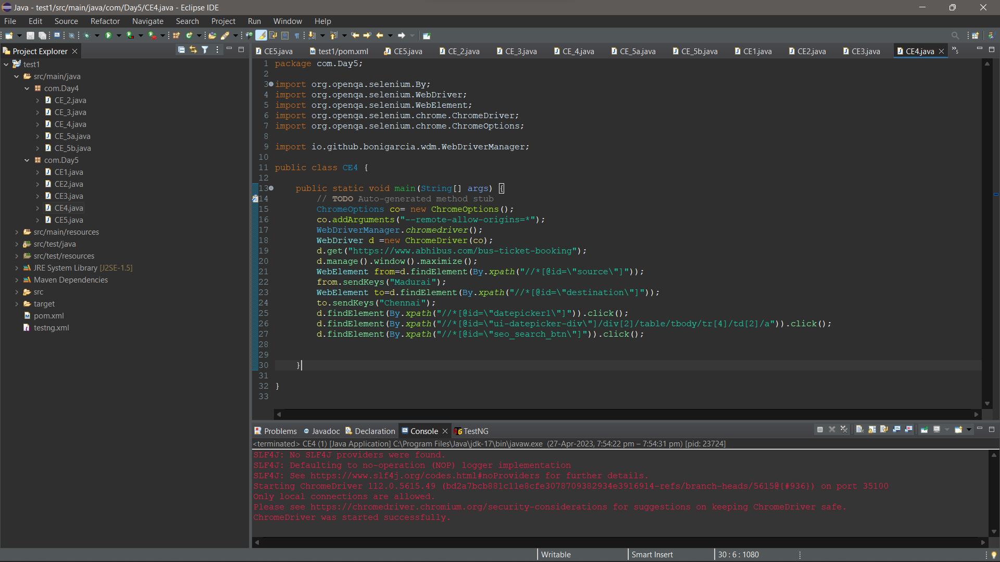 Java - test1/src/main/java/com/Day5/CE4.java - Eclipse IDE
File Edit Source Refactor Navigate Search Project Run Window Help
Project Explorer
test1
src/main/java
com.Day4
CE_2.java
CE_3.java
CE_4.java
CE_5a.java
CE_5b.java
com.Day5
CE1.java
CE2.java
CE3.java
CE4.java
CE5.java
src/main/resources
src/test/java
src/test/resources
JRE System Library [J2SE-1.5]
Maven Dependencies
src
target
pom.xml
testng.xml
CE5.java test1/pom.xml CE5.java CE_2.java CE_3.java CE_4.java CE_5a.java CE_5b.java CE1.java CE2.java CE3.java CE4.java »5
1 package com.Day5;
2
3 import org.openqa.selenium.By;
4 import org.openqa.selenium.WebDriver;
5 import org.openqa.selenium.WebElement;
6 import org.openqa.selenium.chrome.ChromeDriver;
7 import org.openqa.selenium.chrome.ChromeOptions;
8
9 import io.github.bonigarcia.wdm.WebDriverManager;
10
11 public class CE4 {
12
13 public static void main(String[] args) {
14 // TODO Auto-generated method stub
15 ChromeOptions co= new ChromeOptions();
16 co.addArguments("--remote-allow-origins=*");
17 WebDriverManager.chromedriver();
18 WebDriver d =new ChromeDriver(co);
19 d.get("https://www.abhibus.com/bus-ticket-booking");
20 d.manage().window().maximize();
21 WebElement from=d.findElement(By.xpath("//*[@id=\"source\"]"));
22 from.sendKeys("Madurai");
23 WebElement to=d.findElement(By.xpath("//*[@id=\"destination\"]"));
24 to.sendKeys("Chennai");
25 d.findElement(By.xpath("//*[@id=\"datepicker1\"]")).click();
26 d.findElement(By.xpath("//*[@id=\"ui-datepicker-div\"]/div[2]/table/tbody/tr[4]/td[2]/a")).click();
27 d.findElement(By.xpath("//*[@id=\"seo_search_btn\"]")).click();
28
29
30 }
31
32 }
33
Problems Javadoc Declaration Console TestNG
<terminated> CE4 (1) [Java Application] C:\Program Files\Java\jdk-17\bin\javaw.exe (27-Apr-2023, 7:54:22 pm – 7:54:31 pm) [pid: 23724]
SLF4J: No SLF4J providers were found.
SLF4J: Defaulting to no-operation (NOP) logger implementation
SLF4J: See https://www.slf4j.org/codes.html#noProviders for further details.
Starting ChromeDriver 112.0.5615.49 (bd2a7bcb881c11e8cfe3078709382934e3916914-refs/branch-heads/5615@{#936}) on port 35100
Only local connections are allowed.
Please see https://chromedriver.chromium.org/security-considerations for suggestions on keeping ChromeDriver safe.
ChromeDriver was started successfully.
Writable Smart Insert 30 : 6 : 1080